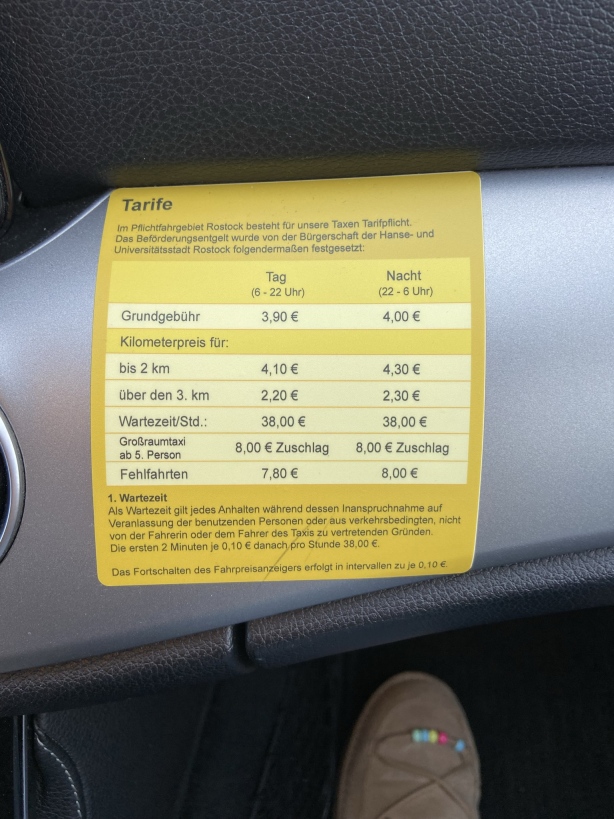 Tarife
Im Pflichtfahrgebiet Rostock besteht für unsere Taxen Tarifpflicht.
Das Beförderungsentgelt wurde von der Bürgerschaft der Hanse- und
Universitätsstadt Rostock folgendermaßen festgesetzt:
Tag Nacht
(6 - 22 Uhr) (22 - 6 Uhr)
Grundgebühr 3,90 € 4,00 €
Kilometerpreis für:
bis 2 km 4,10 € 4,30 €
über den 3. km 2,20 € 2,30 €
Wartezeit/Std.: 38,00 € 38,00 €
Großraumtaxi
ab 5. Person 8,00 € Zuschlag 8,00 € Zuschlag
Fehlfahrten 7,80 € 8,00 €
1. Wartezeit
Als Wartezeit gilt jedes Anhalten während dessen Inanspruchnahme auf
Veranlassung der benutzenden Personen oder aus verkehrsbedingten, nicht
von der Fahrerin oder dem Fahrer des Taxis zu vertretenden Gründen.
Die ersten 2 Minuten je 0,10 € danach pro Stunde 38,00 €.
Das Fortschalten des Fahrpreisanzeigers erfolgt in intervallen zu je 0,10 €.